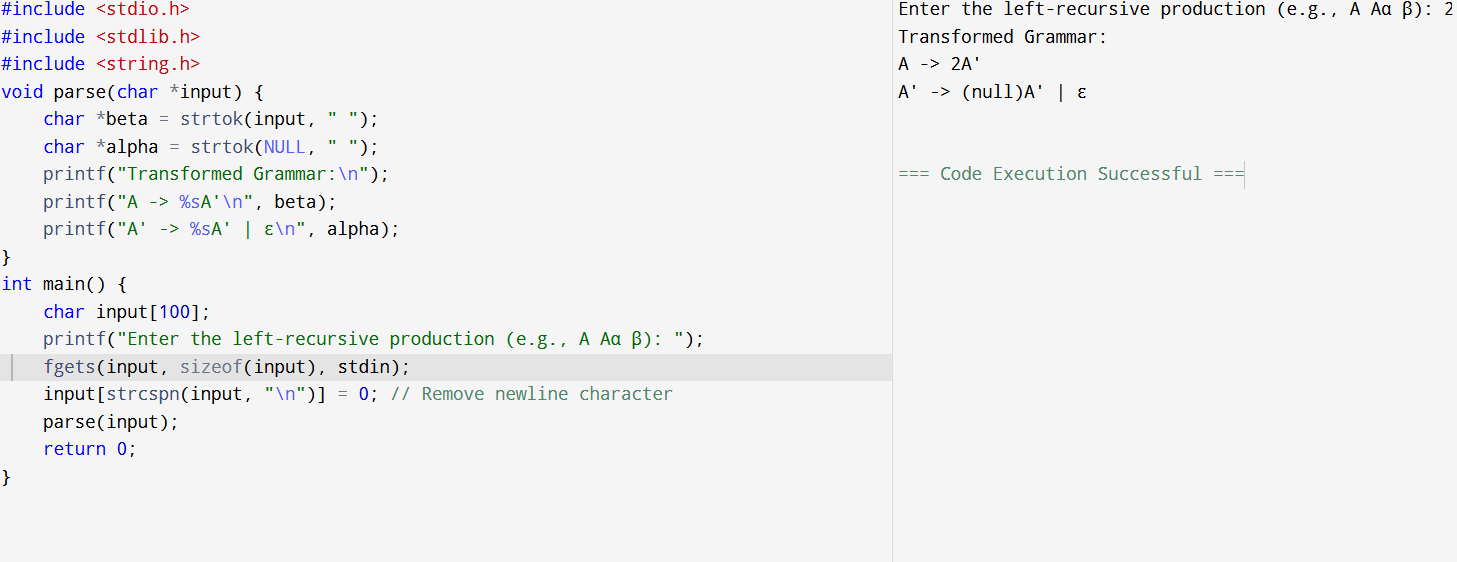 #include <stdio.h>
#include <stdlib.h>
#include <string.h>
void parse(char *input) {
    char *beta = strtok(input, " ");
    char *alpha = strtok(NULL, " ");
    printf("Transformed Grammar:\n");
    printf("A -> %sA'\n", beta);
    printf("A' -> %sA' | ε\n", alpha);
}
int main() {
    char input[100];
    printf("Enter the left-recursive production (e.g., A Aα β): ");
    fgets(input, sizeof(input), stdin);
    input[strcspn(input, "\n")] = 0; // Remove newline character
    parse(input);
    return 0;
}
Enter the left-recursive production (e.g., A Aα β): 2
Transformed Grammar:
A -> 2A'
A' -> (null)A' | ε
=== Code Execution Successful ===